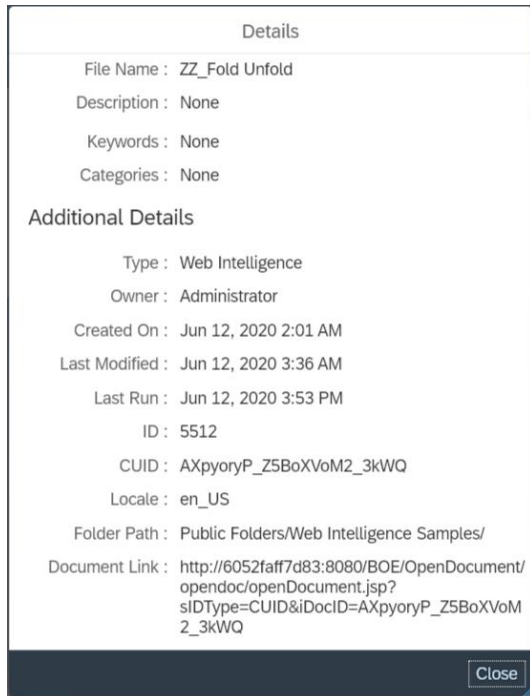 Details
File Name : ZZ_Fold Unfold
Description : None
Keywords : None
Categories : None
Additional Details
Type : Web Intelligence
Owner : Administrator
Created On : Jun 12, 2020 2:01 AM
Last Modified : Jun 12, 2020 3:36 AM
Last Run : Jun 12, 2020 3:53 PM
ID : 5512
CUID : AXpyoryP_Z5BoXVoM2_3kWQ
Locale : en_US
Folder Path : Public Folders/Web Intelligence Samples/
Document Link : http://6052faff7d83:8080/BOE/OpenDocument/
opendoc/openDocument.jsp?
sIDType=CUID&iDocID=AXpyoryP_Z5BoXVoM
2_3kWQ
Close